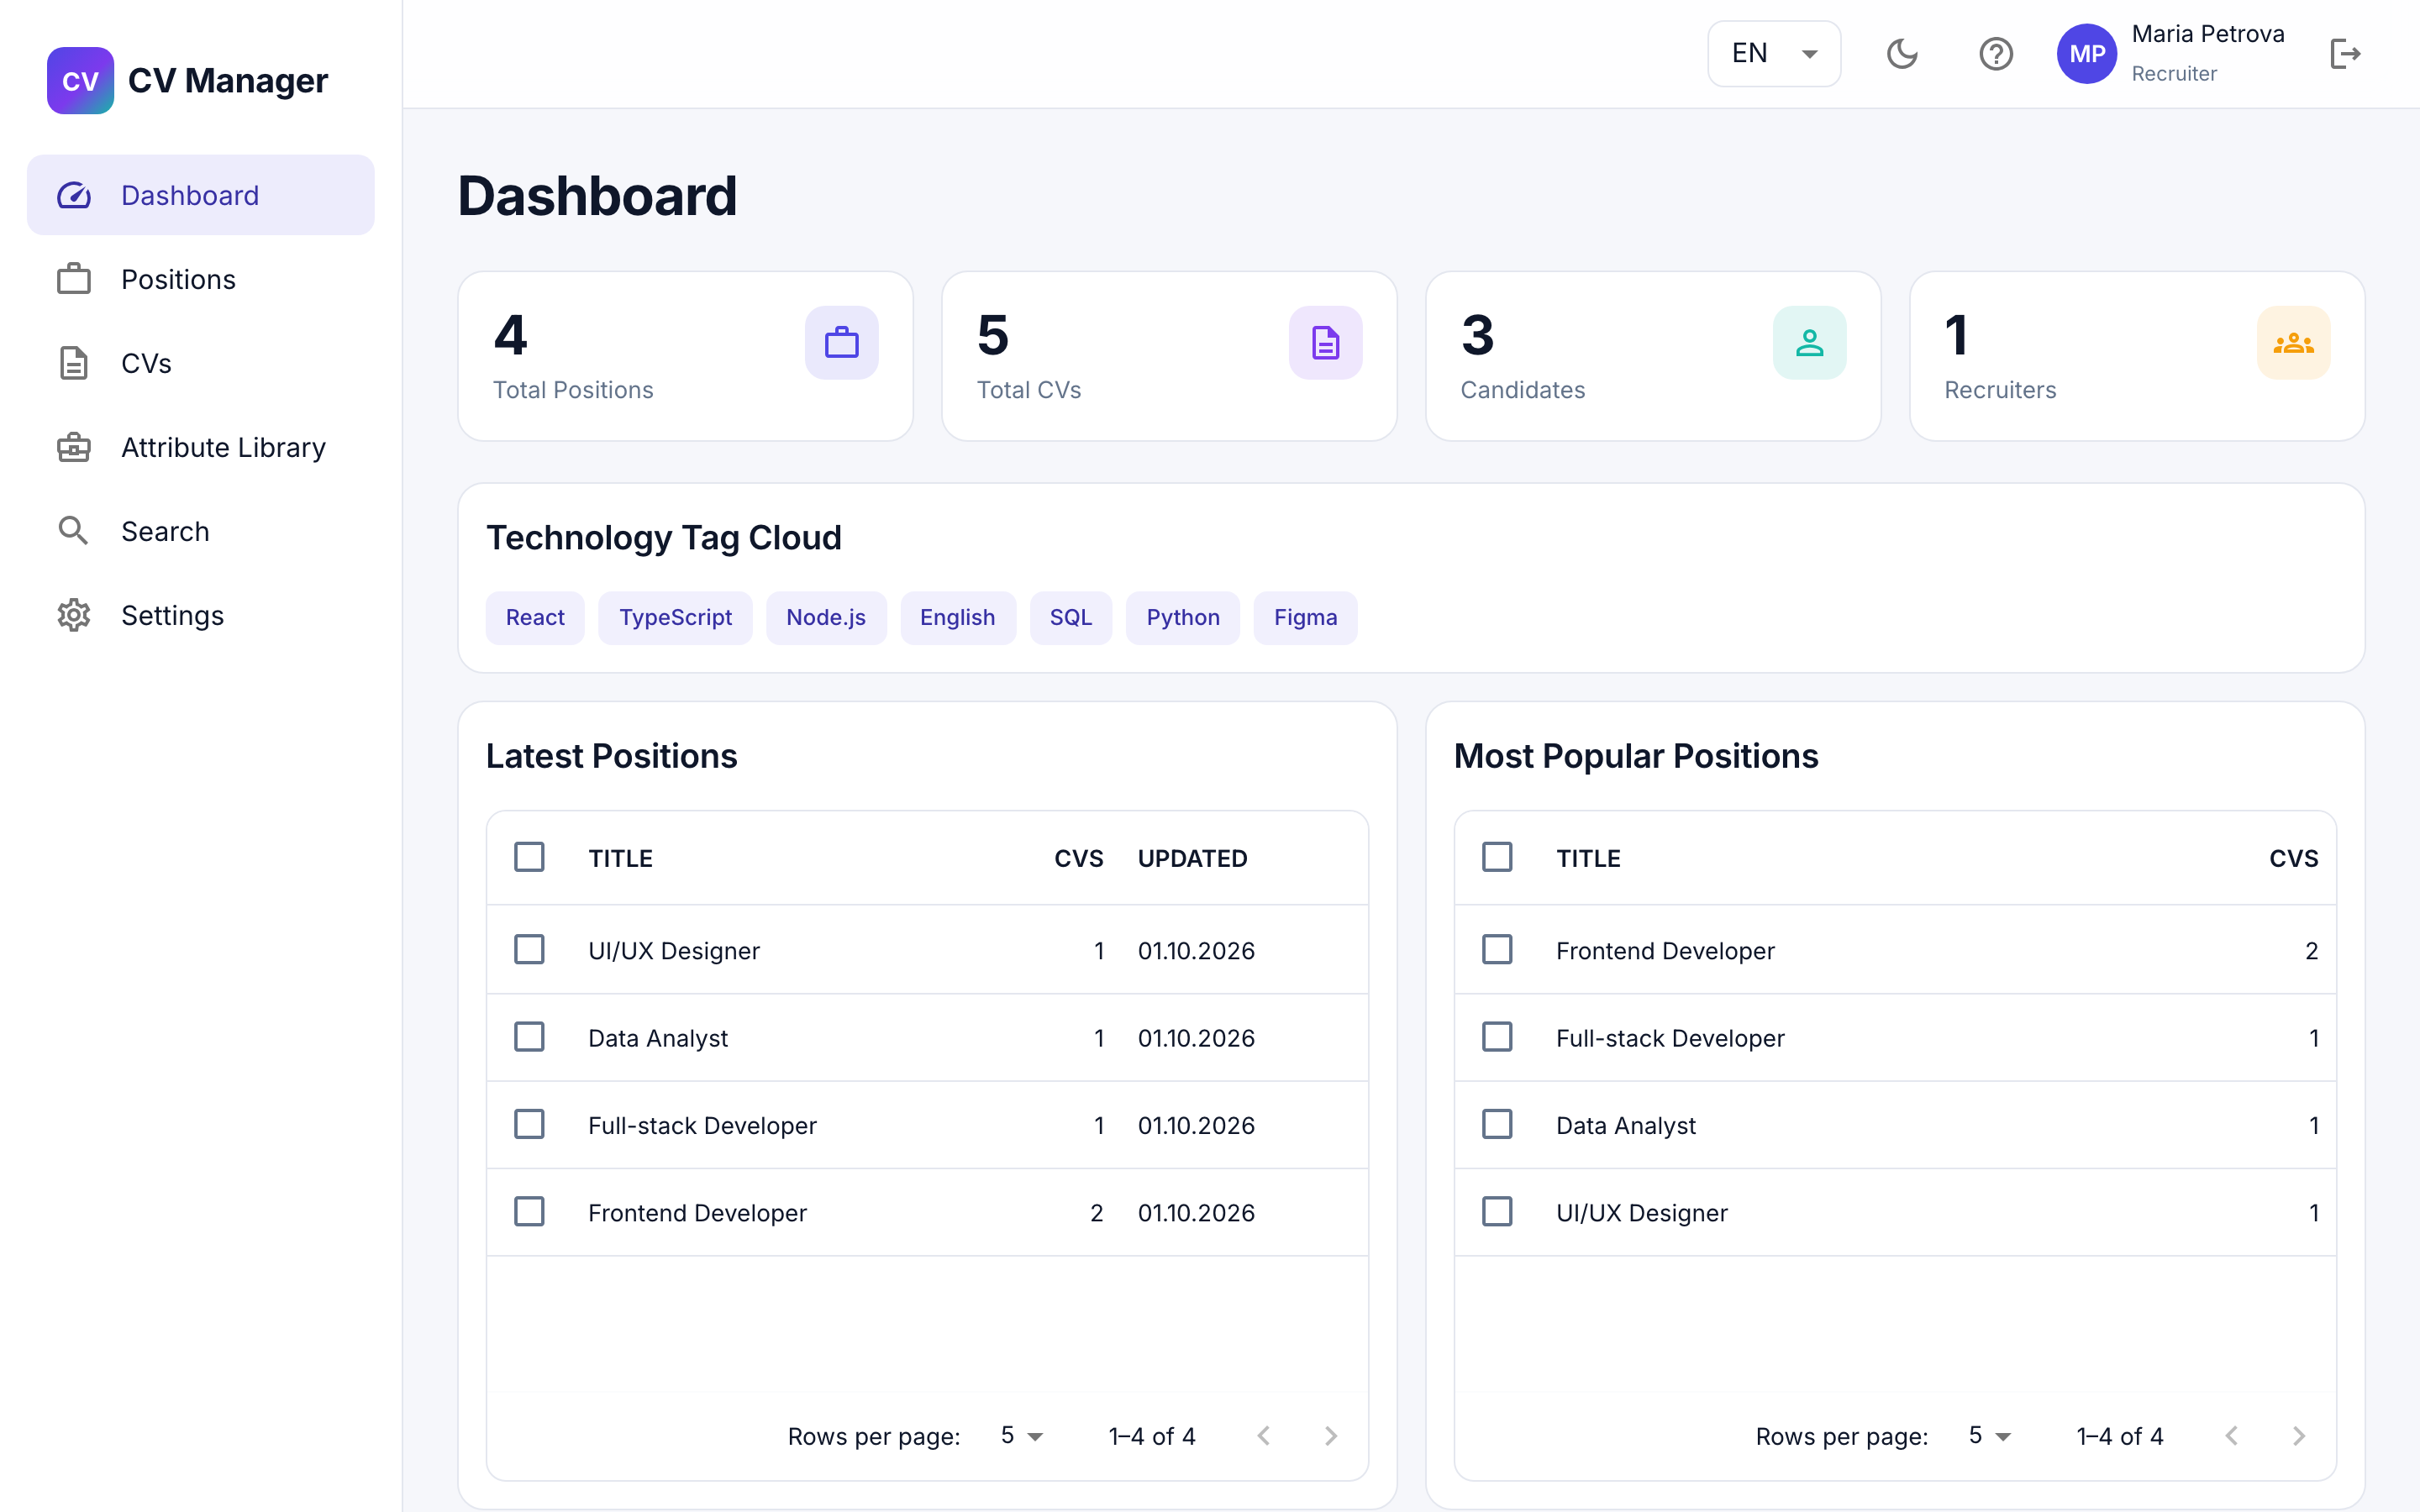 CV CV Manager
Dashboard
Positions
CVs
Attribute Library
Search
Settings
EN
MP
Maria Petrova
Recruiter
Dashboard
4
Total Positions
5
Total CVs
3
Candidates
1
Recruiters
Technology Tag Cloud
React TypeScript Node.js English SQL Python Figma
Latest Positions
TITLE CVS UPDATED
UI/UX Designer 1 01.10.2026
Data Analyst 1 01.10.2026
Full-stack Developer 1 01.10.2026
Frontend Developer 2 01.10.2026
Rows per page: 5 1–4 of 4
Most Popular Positions
TITLE CVS
Frontend Developer 2
Full-stack Developer 1
Data Analyst 1
UI/UX Designer 1
Rows per page: 5 1–4 of 4